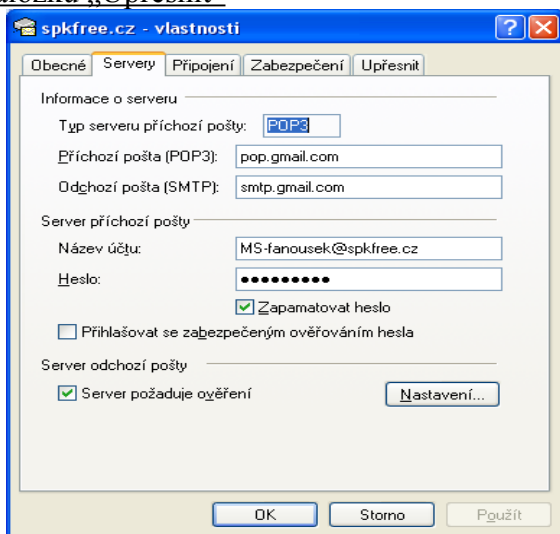 záložku „Upřesnit"
spkfree.cz - vlastnosti
Obecné Servery Připojení Zabezpečení Upřesnit
Informace o serveru
Typ serveru příchozí pošty: POP3
Příchozí pošta (POP3): pop.gmail.com
Odchozí pošta (SMTP): smtp.gmail.com
Server příchozí pošty
Název účtu: MS-fanousek@spkfree.cz
Heslo: ●●●●●●●●●
Zapamatovat heslo
Přihlašovat se zabezpečeným ověřováním hesla
Server odchozí pošty
Server požaduje ověření Nastavení...
OK Storno Použít